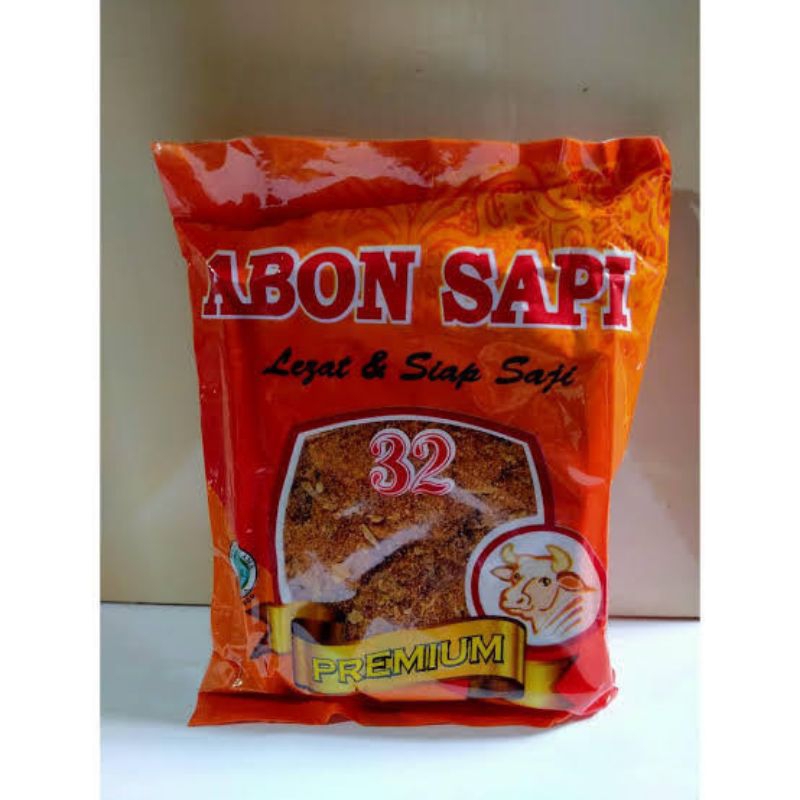 ABON SAPI
Lezat & Siap Saji
32
PREMIUM